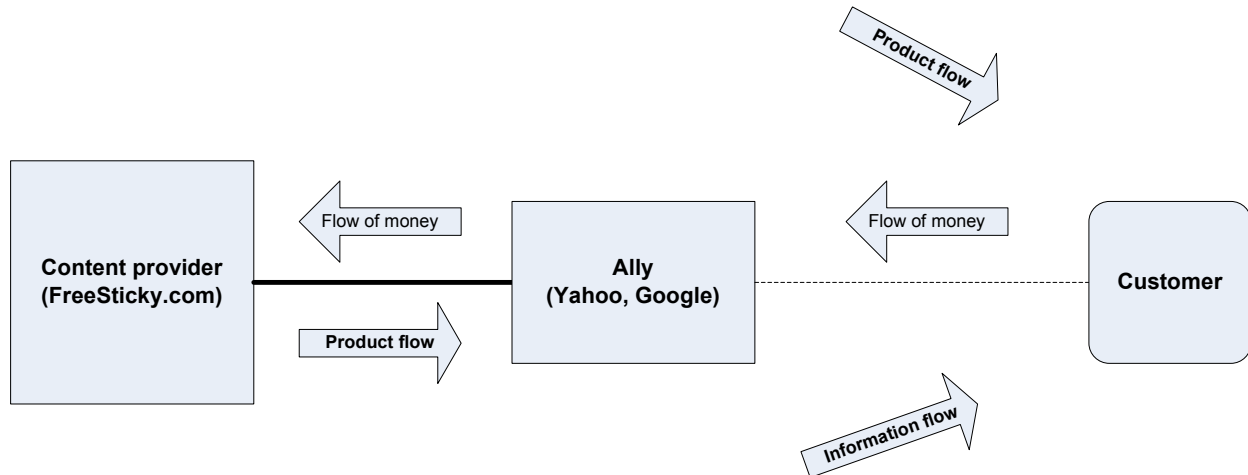 Product flow
Flow of money
Flow of money
Content provider
(FreeSticky.com)
Ally
(Yahoo, Google)
Customer
Product flow
Information flow